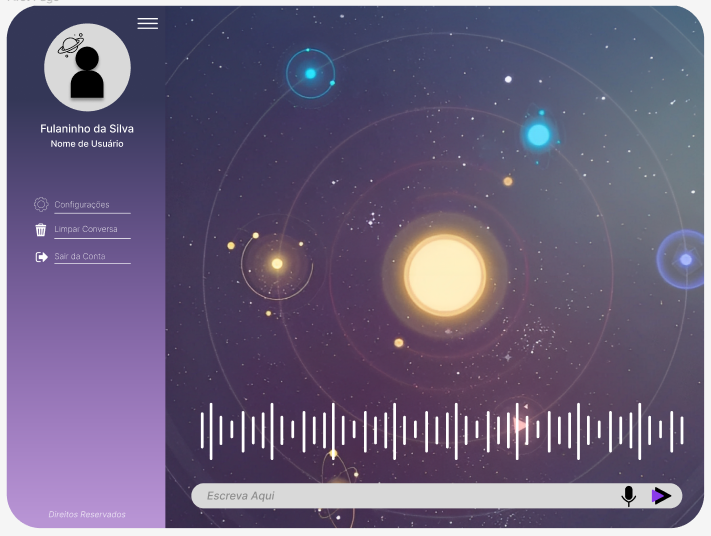 Fulaninho da Silva
Nome de Usuário
Configurações
Limpar Conversa
Sair da Conta
Escreva Aqui
Direitos Reservados